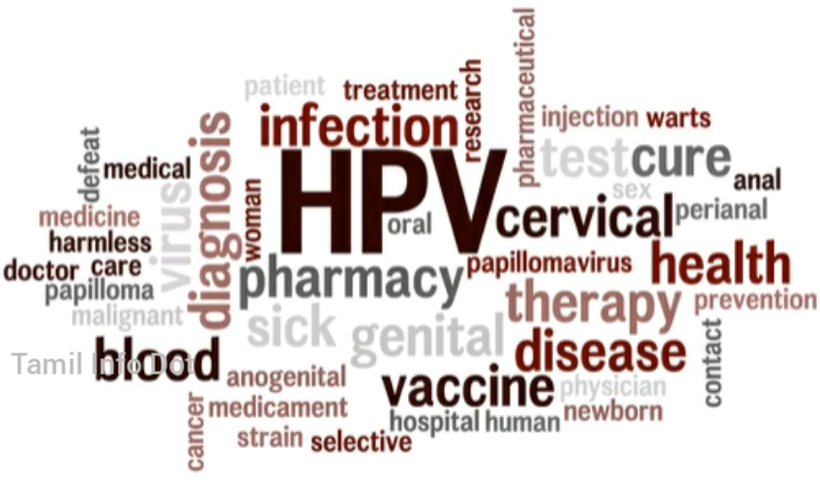 pharmaceutical
patient treatment research
infection injection warts
defeat medical diagnosis HPV test cure
virus woman oral sex anal
medicine cervical perianal
harmless
doctor care pharmacy papillomavirus health
papilloma therapy prevention
malignant sick genital
Tamil Info Dot blood disease contact
anogenital vaccine physician
cancer medicament hospital human newborn
strain selective